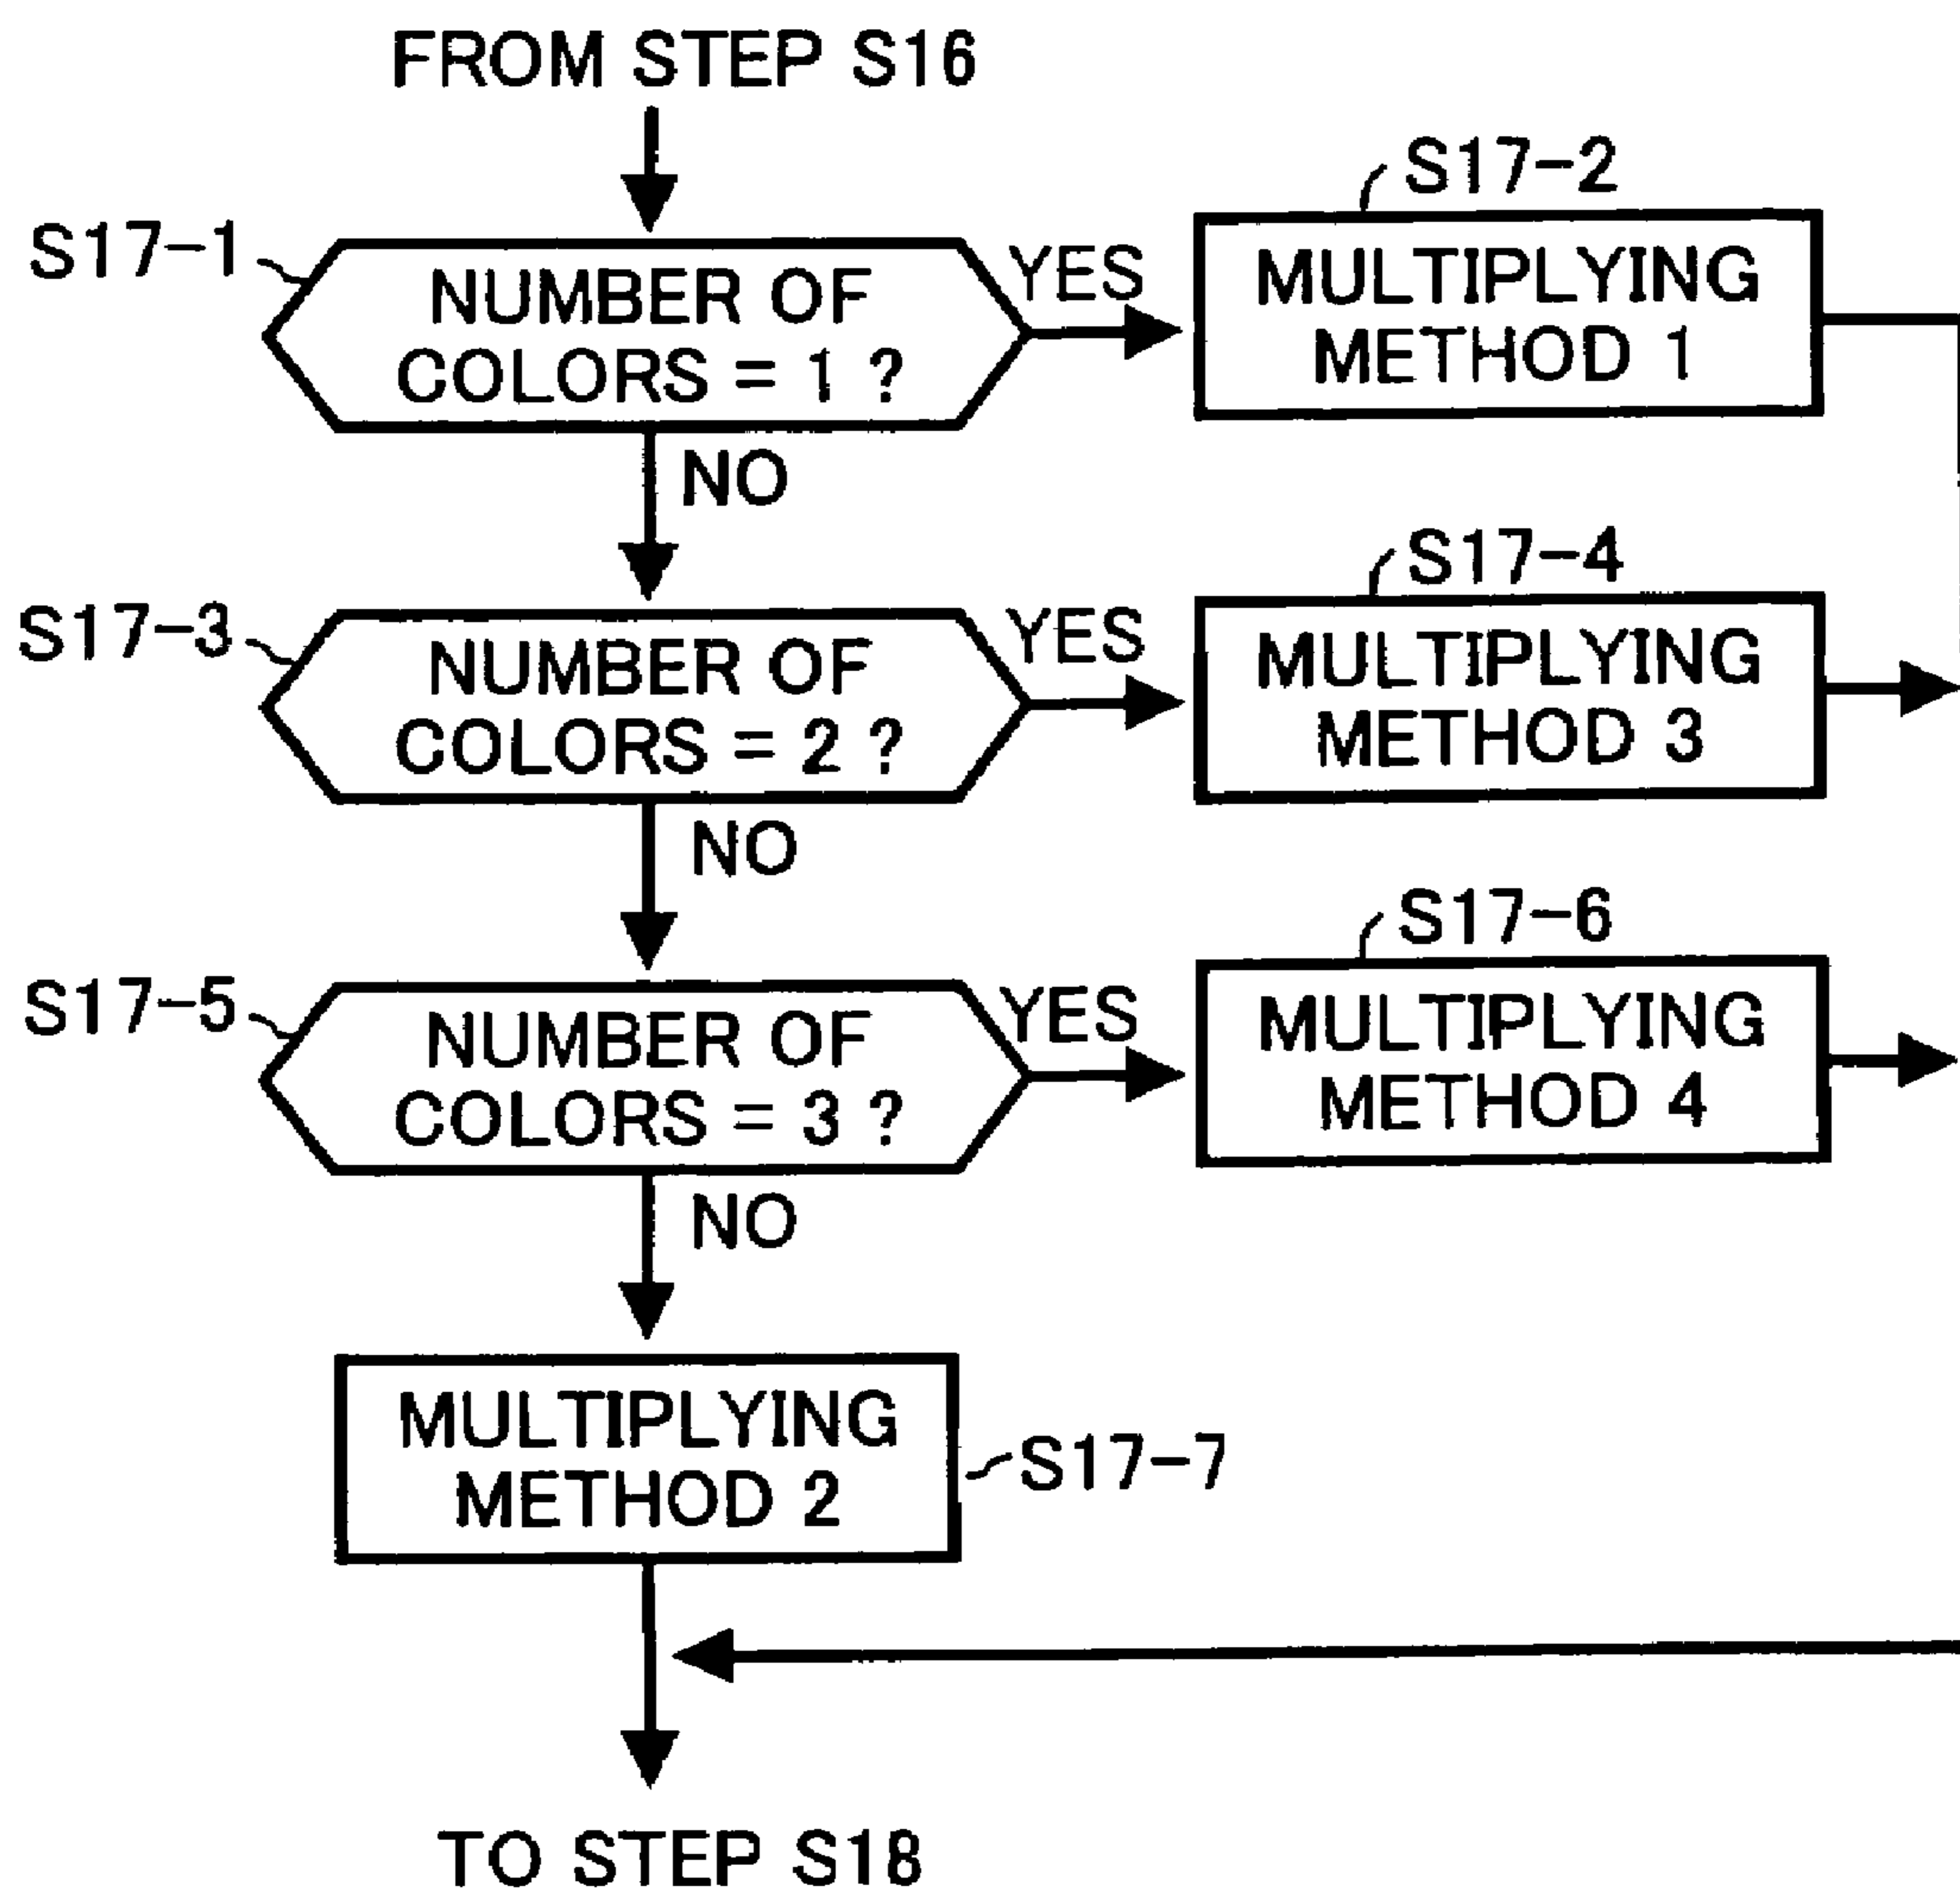 FROM STEP S16
S17-1
NUMBER OF
COLORS = 1 ?
YES
S17-2
MULTIPLYING
METHOD 1
NO
S17-3
NUMBER OF
COLORS = 2 ?
YES
S17-4
MULTIPLYING
METHOD 3
NO
S17-5
NUMBER OF
COLORS = 3 ?
YES
S17-6
MULTIPLYING
METHOD 4
NO
MULTIPLYING
METHOD 2
S17-7
TO STEP S18